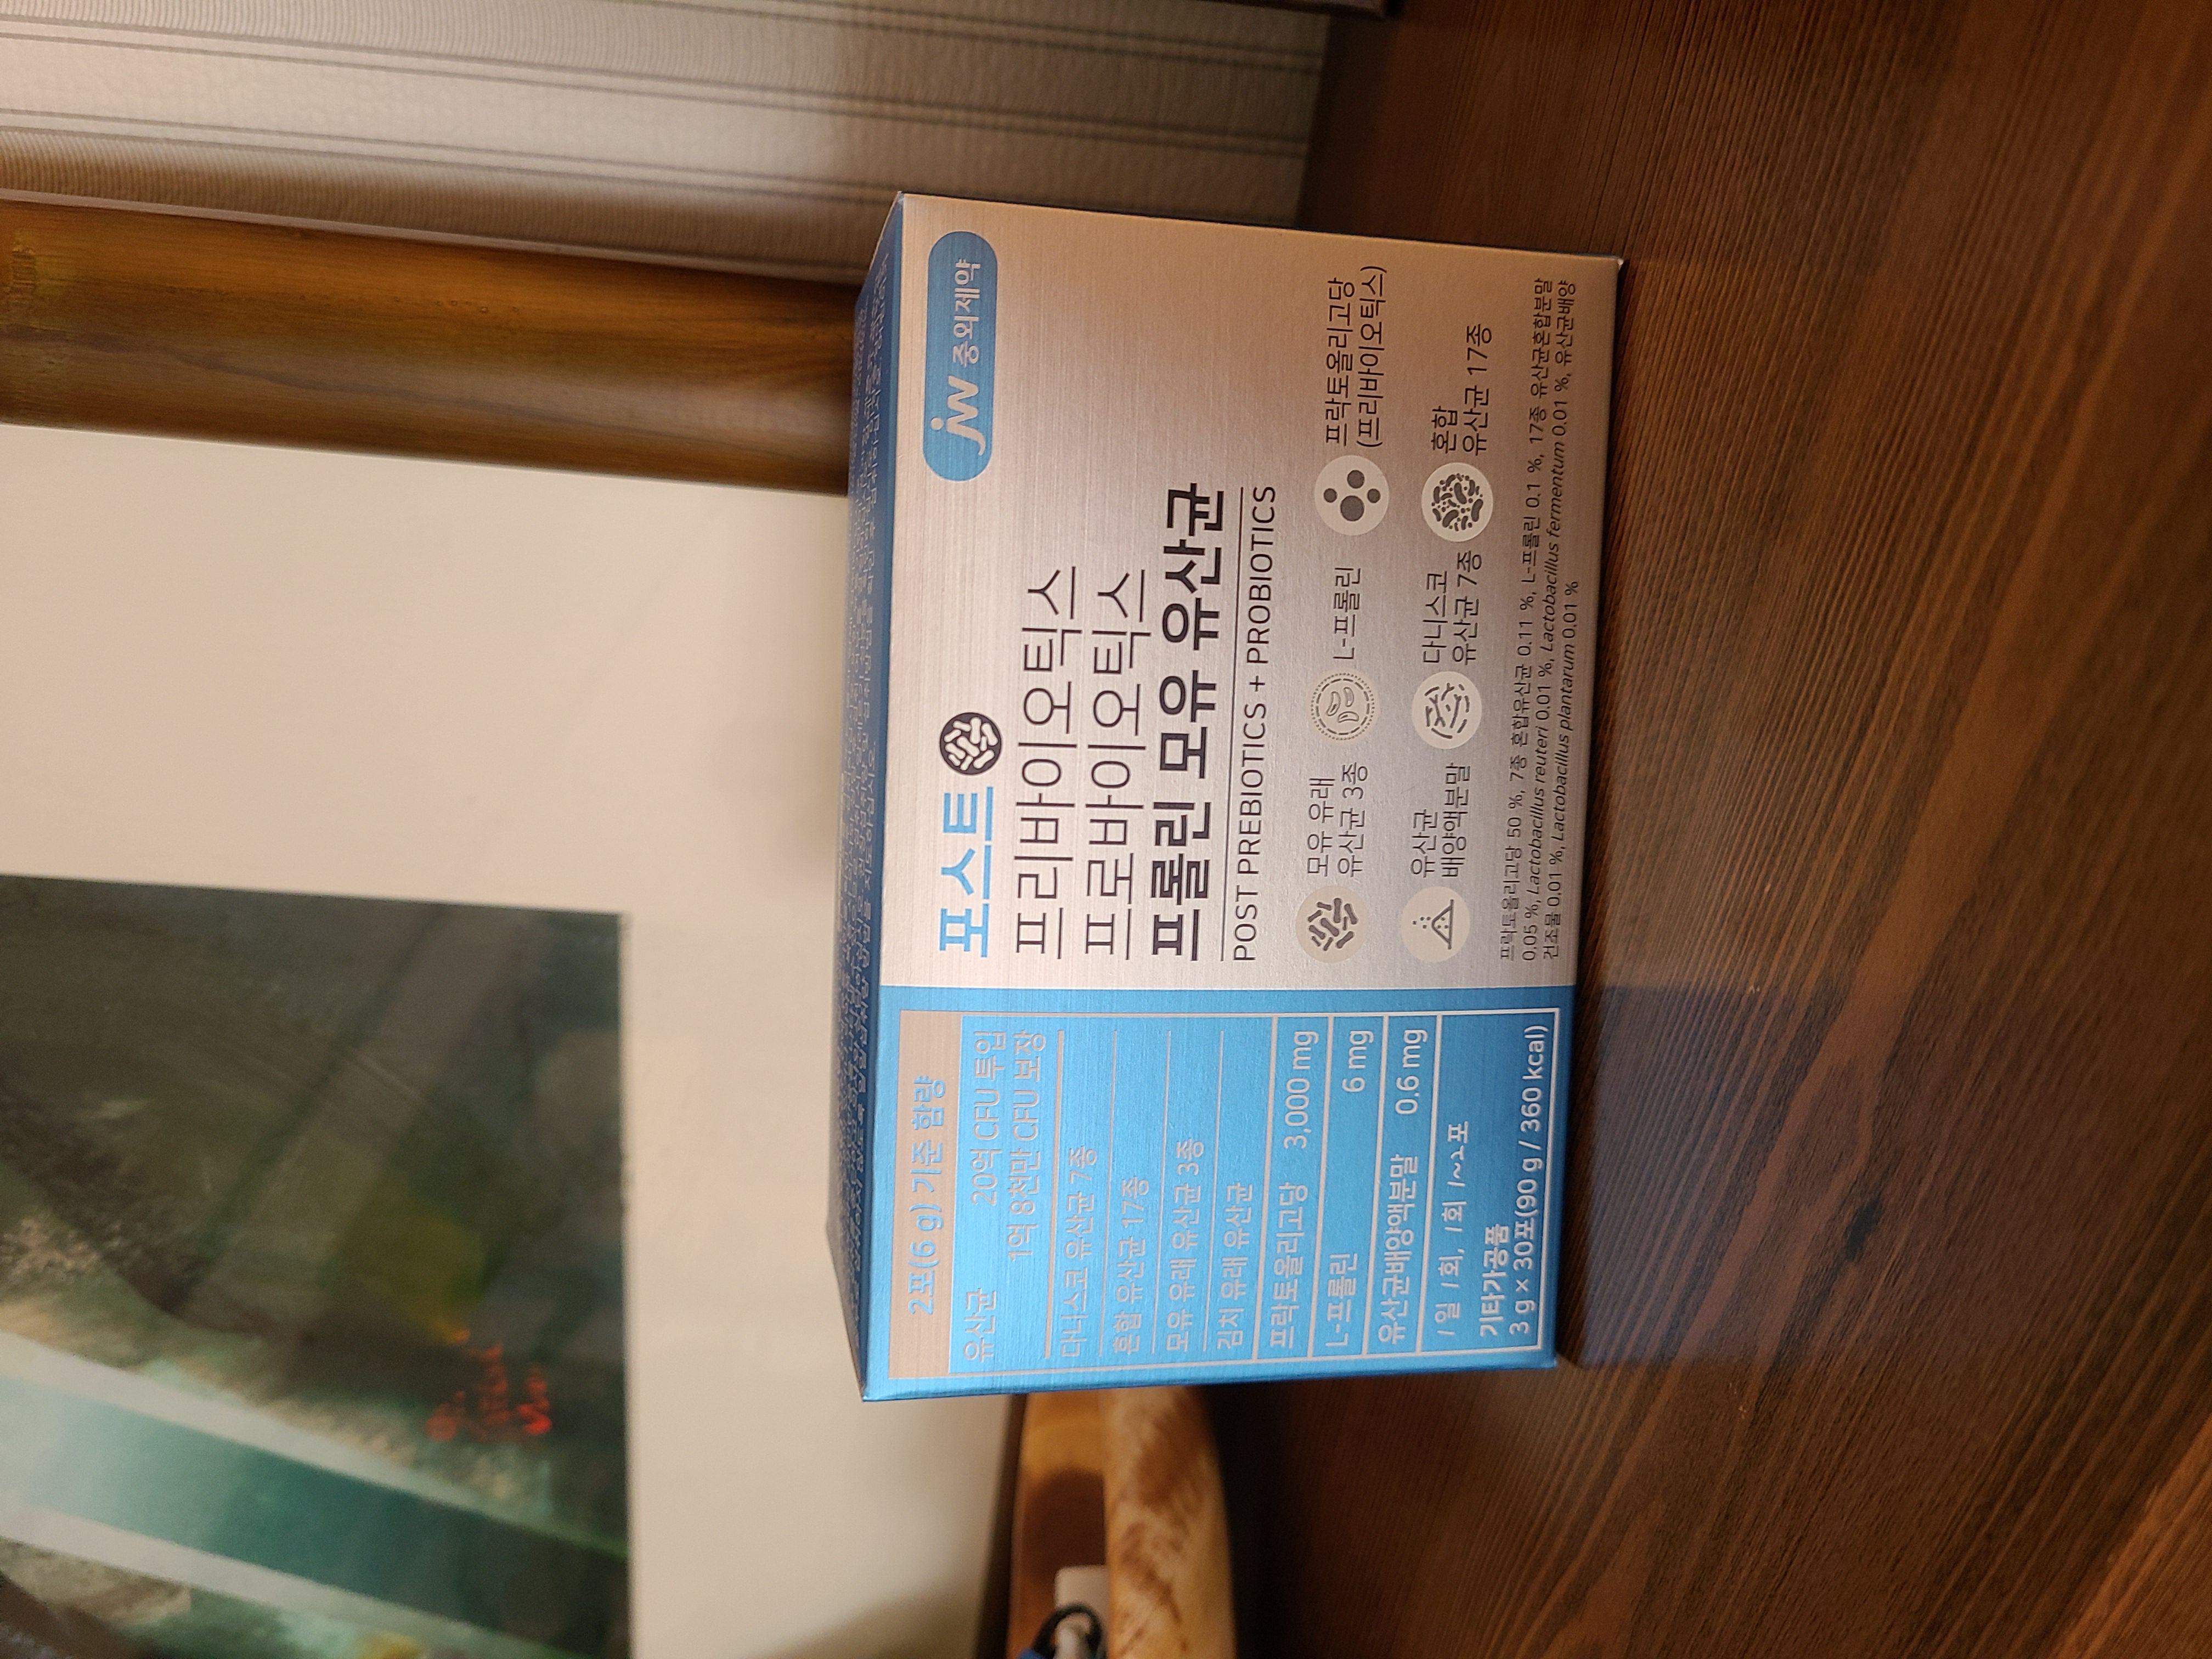 jw 중외제약
포스트
프리바이오틱스
프로바이오틱스
프롤린 모유 유산균
POST PREBIOTICS + PROBIOTICS
모유 유래
유산균 3종
L-프롤린
프락토올리고당
(프리바이오틱스)
유산균
배양액분말
다니스코
유산균 7종
혼합
유산균 17종
프락토올리고당 50 %, 7종 혼합유산균 0.11 %, L-프롤린 0.1 %, 17종 유산균혼합분말
0.05 %, Lactobacillus reuteri 0.01 %, Lactobacillus fermentum 0.01 %, 유산균배양
건조물 0.01 %, Lactobacillus plantarum 0.01 %
2포(6 g) 기준 함량
유산균 20억 CFU 투입
1억 8천만 CFU 보장
다니스코 유산균 7종
혼합 유산균 17종
모유 유래 유산균 3종
김치 유래 유산균
프락토올리고당 3,000 mg
L-프롤린 6 mg
유산균배양액분말 0.6 mg
1일 1회, 1회 1~2포
기타가공품
3 g × 30포(90 g / 360 kcal)